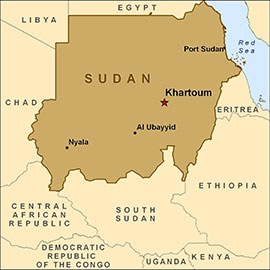 EGYPT
LIBYA
Red
Sea
Port Sudan
SUDAN
Khartoum
CHAD
ERITREA
Al Ubayyid
Nyala
ETHIOPIA
CENTRAL
AFRICAN
REPUBLIC
SOUTH
SUDAN
DEMOCRATIC
REPUBLIC
OF THE CONGO
UGANDA
KENYA